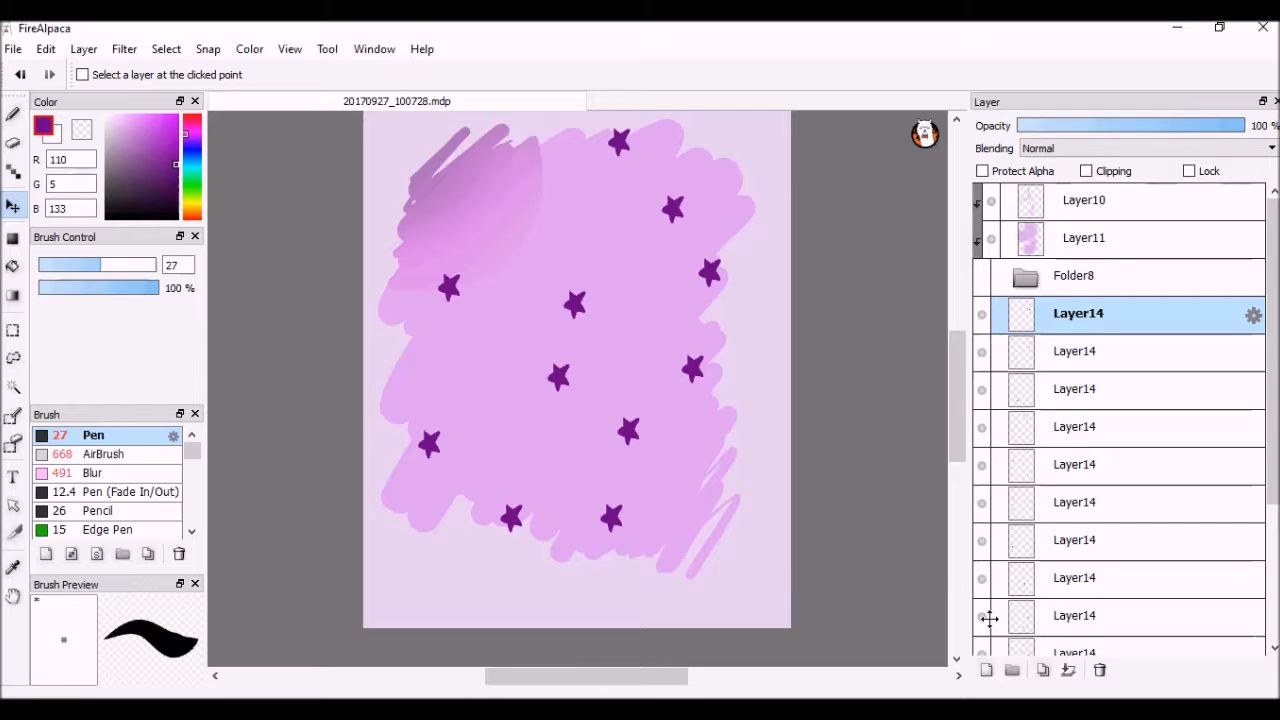 FireAlpaca
File Edit Layer Filter Select Snap Color View Tool Window Help
Select a layer at the clicked point
Color
20170927_100728.mdp
Layer
R 110
G 5
B 133
Opacity 100 %
Blending Normal
Protect Alpha Clipping Lock
Layer10
Brush Control
Layer11
27
100 %
Folder8
Layer14
Layer14
Layer14
Brush
Layer14
27 Pen
668 AirBrush
491 Blur
12.4 Pen (Fade In/Out)
26 Pencil
15 Edge Pen
Layer14
Layer14
Layer14
Layer14
Brush Preview
*
Layer14
Layer14